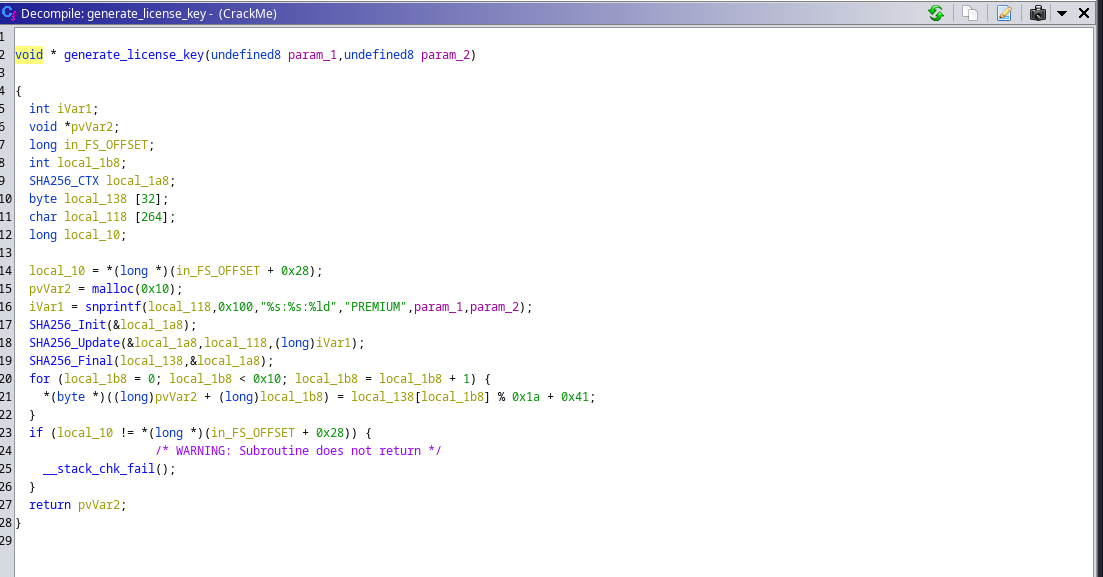 Decompile: generate_license_key - (CrackMe)
1
2 void * generate_license_key(undefined8 param_1,undefined8 param_2)
3
4 {
5 int iVar1;
6 void *pvVar2;
7 long in_FS_OFFSET;
8 int local_1b8;
9 SHA256_CTX local_1a8;
10 byte local_138 [32];
11 char local_118 [264];
12 long local_10;
13
14 local_10 = *(long *)(in_FS_OFFSET + 0x28);
15 pvVar2 = malloc(0x10);
16 iVar1 = snprintf(local_118,0x100,"%s:%s:%ld","PREMIUM",param_1,param_2);
17 SHA256_Init(&local_1a8);
18 SHA256_Update(&local_1a8,local_118,(long)iVar1);
19 SHA256_Final(local_138,&local_1a8);
20 for (local_1b8 = 0; local_1b8 < 0x10; local_1b8 = local_1b8 + 1) {
21 *(byte *)((long)pvVar2 + (long)local_1b8) = local_138[local_1b8] % 0x1a + 0x41;
22 }
23 if (local_10 != *(long *)(in_FS_OFFSET + 0x28)) {
24 /* WARNING: Subroutine does not return */
25 __stack_chk_fail();
26 }
27 return pvVar2;
28 }
29